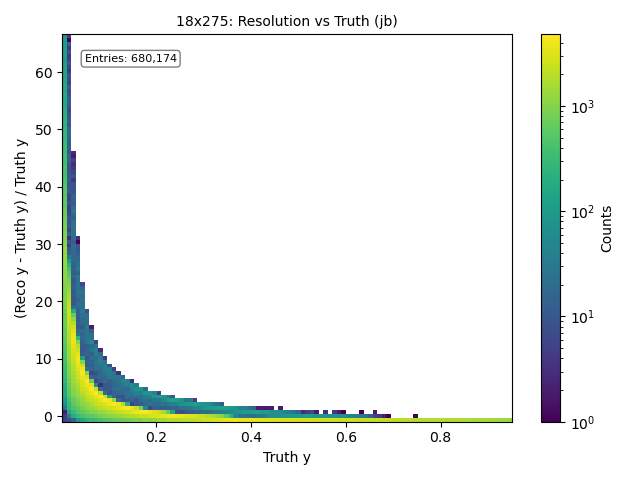 18x275: Resolution vs Truth (jb)
Entries: 680,174
(Reco y - Truth y) / Truth y
60
50
40
30
20
10
0
0.2 0.4 0.6 0.8
Truth y
10³
10²
10¹
10⁰
Counts